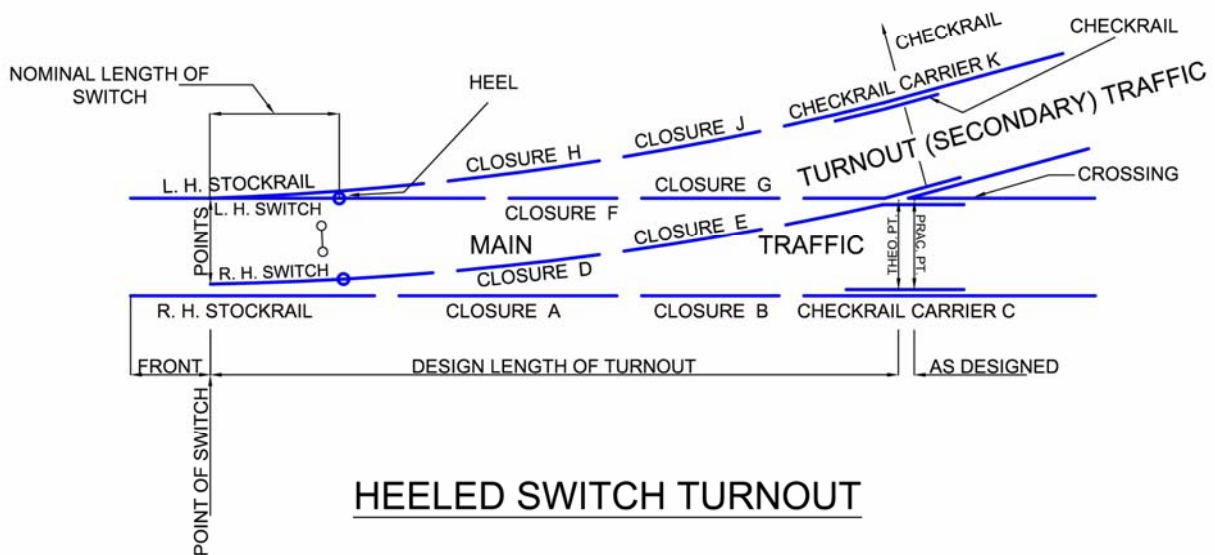 CHECKRAIL
CHECKRAIL
NOMINAL LENGTH OF
SWITCH
HEEL
CHECKRAIL CARRIER K
TURNOUT (SECONDARY) TRAFFIC
CLOSURE J
CLOSURE H
L. H. STOCKRAIL
CLOSURE G
CROSSING
L. H. SWITCH
CLOSURE F
POINTS
MAIN
CLOSURE E
TRAFFIC
THEO. PT.
PRAC. PT.
R. H. SWITCH
CLOSURE D
R. H. STOCKRAIL
CLOSURE A
CLOSURE B
CHECKRAIL CARRIER C
FRONT
DESIGN LENGTH OF TURNOUT
AS DESIGNED
POINT OF SWITCH
HEELED SWITCH TURNOUT